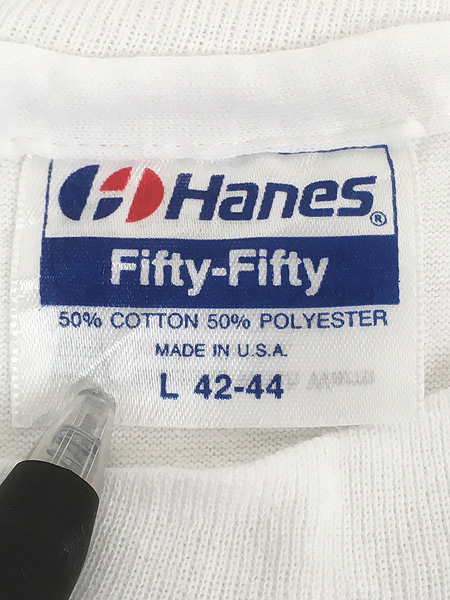 Hanes®
Fifty-Fifty
50% COTTON 50% POLYESTER
MADE IN U.S.A.
L 42-44